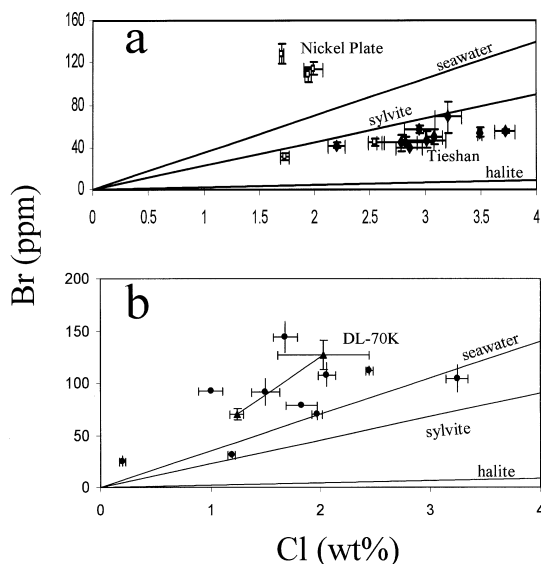 160
a
Nickel Plate
seawater
120
80
sylvite
40
Tieshan
halite
0
0 0.5 1 1.5 2 2.5 3 3.5 4
Br (ppm)
200
b
DL-70K
150
seawater
100
sylvite
50
halite
0
0 1 2 3 4
Cl (wt%)